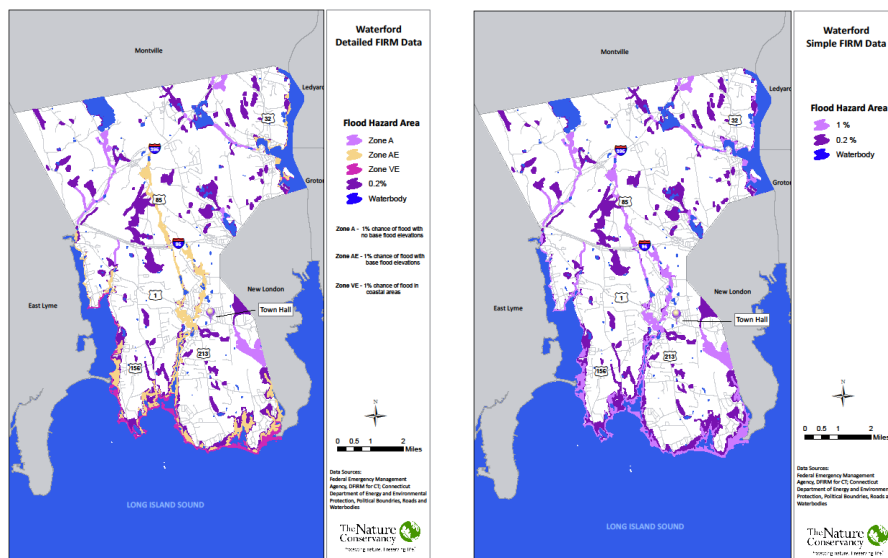 Waterford
Detailed FIRM Data
Montville
Ledyard
32
Flood Hazard Area
Zone A
Zone AE
Zone VE
0.2%
Waterbody
Groton
85
Zone A - 1% chance of flood with
no base flood elevations
95
Zone AE - 1% chance of flood with
base flood elevations
Zone VE - 1% chance of flood in
coastal areas
New London
East Lyme
1
Town Hall
213
156
N
0 0.5 1 2
Miles
Data Sources:
Federal Emergency Management
Agency, DFIRM for CT; Connecticut
Department of Energy and Environmental
Protection, Political Boundries, Roads and
Waterbodies
LONG ISLAND SOUND
The Nature
Conservancy
Waterford
Simple FIRM Data
Montville
Ledyard
32
Flood Hazard Area
1 %
0.2 %
Waterbody
Groton
85
New London
East Lyme
1
Town Hall
213
156
N
0 0.5 1 2
Miles
Data Sources:
Federal Emergency Management
Agency, DFIRM for CT; Connecticut
Department of Energy and Environmen
Protection, Political Boundries, Roads a
Waterbodies
LONG ISLAND SOUND
The Nature
Conservancy